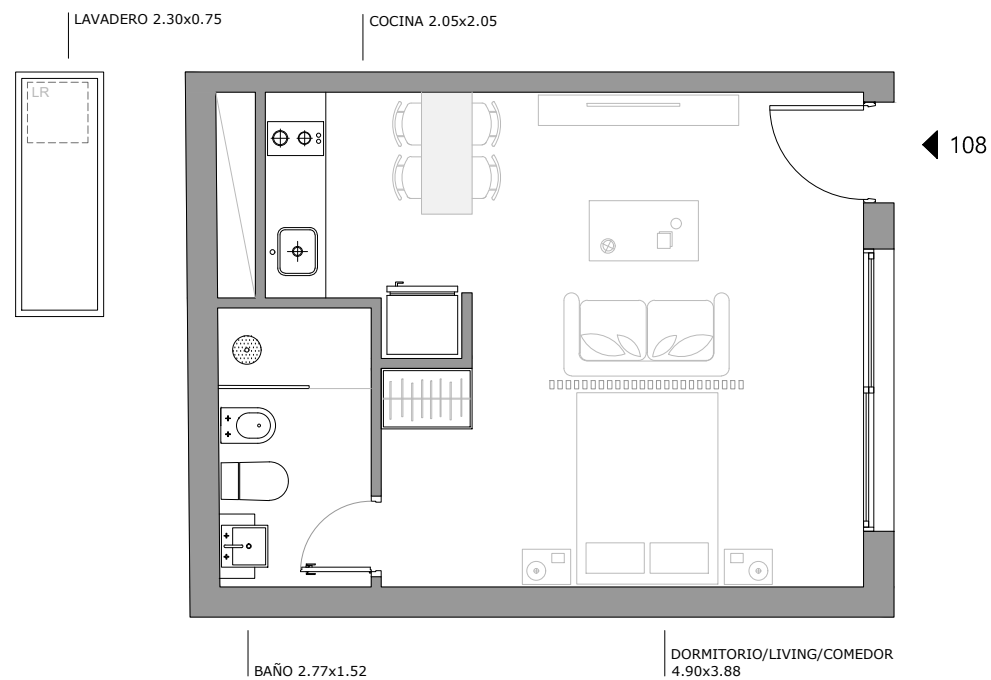 LAVADERO 2.30x0.75
COCINA 2.05x2.05
LR
108
BAÑO 2.77x1.52
DORMITORIO/LIVING/COMEDOR
4.90x3.88